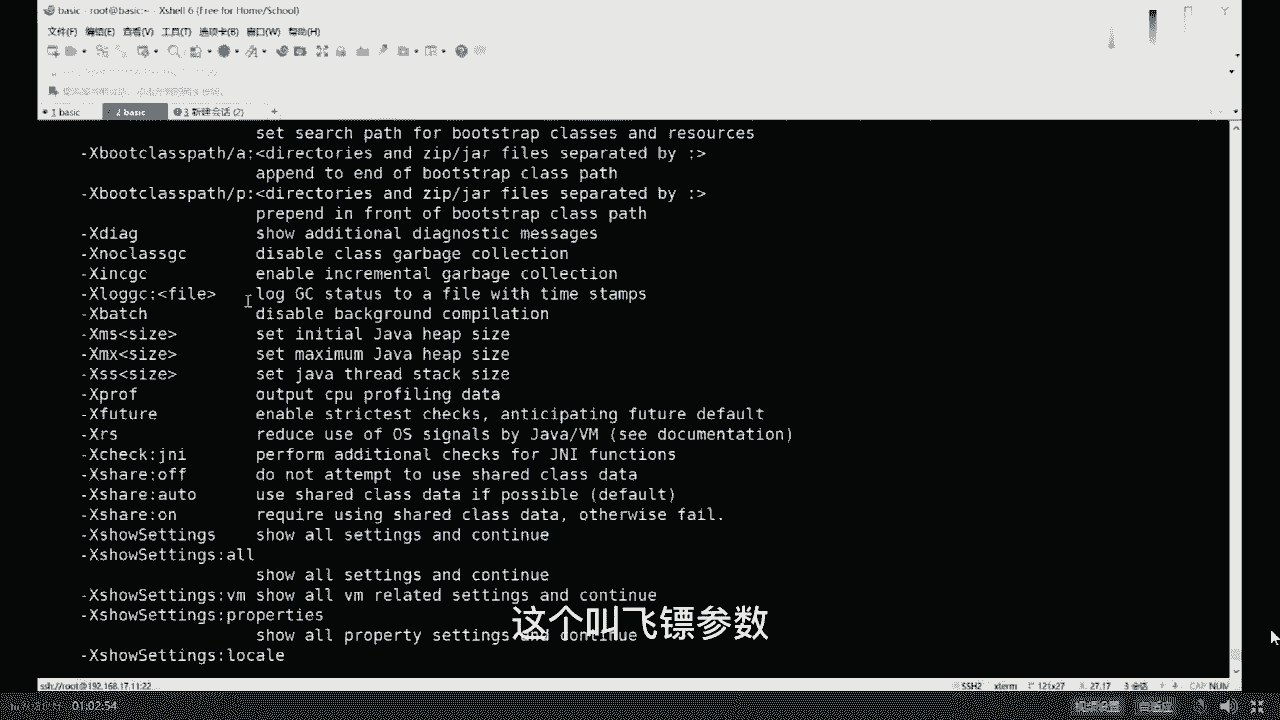 basic - root@basic:~ - Xshell 6 (Free for Home/School)
文件(F) 编辑(E) 查看(V) 工具(T) 选项卡(B) 窗口(W) 帮助(H)
1 basic 2 basic 3 新建会话 (2) +
set search path for bootstrap classes and resources
-Xbootclasspath/a:<directories and zip/jar files separated by :>
append to end of bootstrap class path
-Xbootclasspath/p:<directories and zip/jar files separated by :>
prepend in front of bootstrap class path
-Xdiag show additional diagnostic messages
-Xnoclassgc disable class garbage collection
-Xincgc enable incremental garbage collection
-Xloggc:<file> log GC status to a file with time stamps
-Xbatch disable background compilation
-Xms<size> set initial Java heap size
-Xmx<size> set maximum Java heap size
-Xss<size> set java thread stack size
-Xprof output cpu profiling data
-Xfuture enable strictest checks, anticipating future default
-Xrs reduce use of OS signals by Java/VM (see documentation)
-Xcheck:jni perform additional checks for JNI functions
-Xshare:off do not attempt to use shared class data
-Xshare:auto use shared class data if possible (default)
-Xshare:on require using shared class data, otherwise fail.
-XshowSettings show all settings and continue
-XshowSettings:all
show all settings and continue
-XshowSettings:vm show all vm related settings and continue
-XshowSettings:properties
这个叫飞镖参数
show all property settings and continue
-XshowSettings:locale
ssh://root@192.168.17.11:22 SSH2 xterm 121x27 27,17 3 会话 CAP NUM
01:02:54